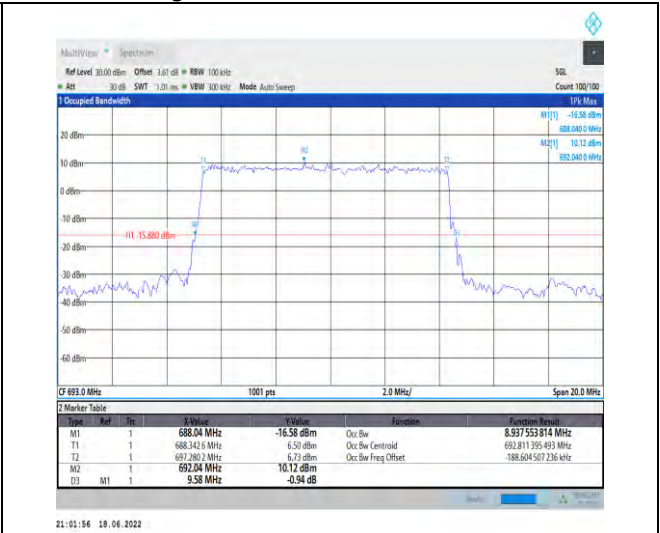 MultiView Spectrum
Ref Level 30.00 dBm Offset 3.61 dB RBW 100 kHz SGL
Att 30 dB SWT 1.01 ms VBW 300 kHz Mode Auto Sweep Count 100/100
1 Occupied Bandwidth 1Pk Max
M1[1] -16.58 dBm
688.040 0 MHz
M2[1] 10.12 dBm
692.040 0 MHz
20 dBm
M2
T1 T2
10 dBm
0 dBm
-10 dBm
M1 D3
H1 -15.880 dBm
-20 dBm
-30 dBm
-40 dBm
-50 dBm
-60 dBm
CF 693.0 MHz 1001 pts 2.0 MHz/ Span 20.0 MHz
2 Marker Table
Type Ref Trc X-Value Y-Value Function Function Result
M1 1 688.04 MHz -16.58 dBm Occ Bw 8.937 553 814 MHz
T1 1 688.342 6 MHz 6.50 dBm Occ Bw Centroid 692.811 395 493 MHz
T2 1 697.280 2 MHz 6.73 dBm Occ Bw Freq Offset -188.604 507 236 kHz
M2 1 692.04 MHz 10.12 dBm
D3 M1 1 9.58 MHz -0.94 dB
21:01:56 18.06.2022